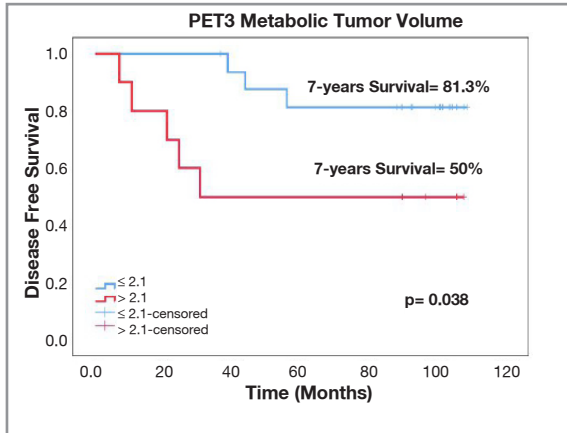 PET3 Metabolic Tumor Volume
1.0
7-years Survival= 81.3%
0.8
0.6
7-years Survival= 50%
0.4
Disease Free Survival
0.2
≤ 2.1
> 2.1
≤ 2.1-censored
> 2.1-censored
p= 0.038
0.0
0.0 20 40 60 80 100 120
Time (Months)